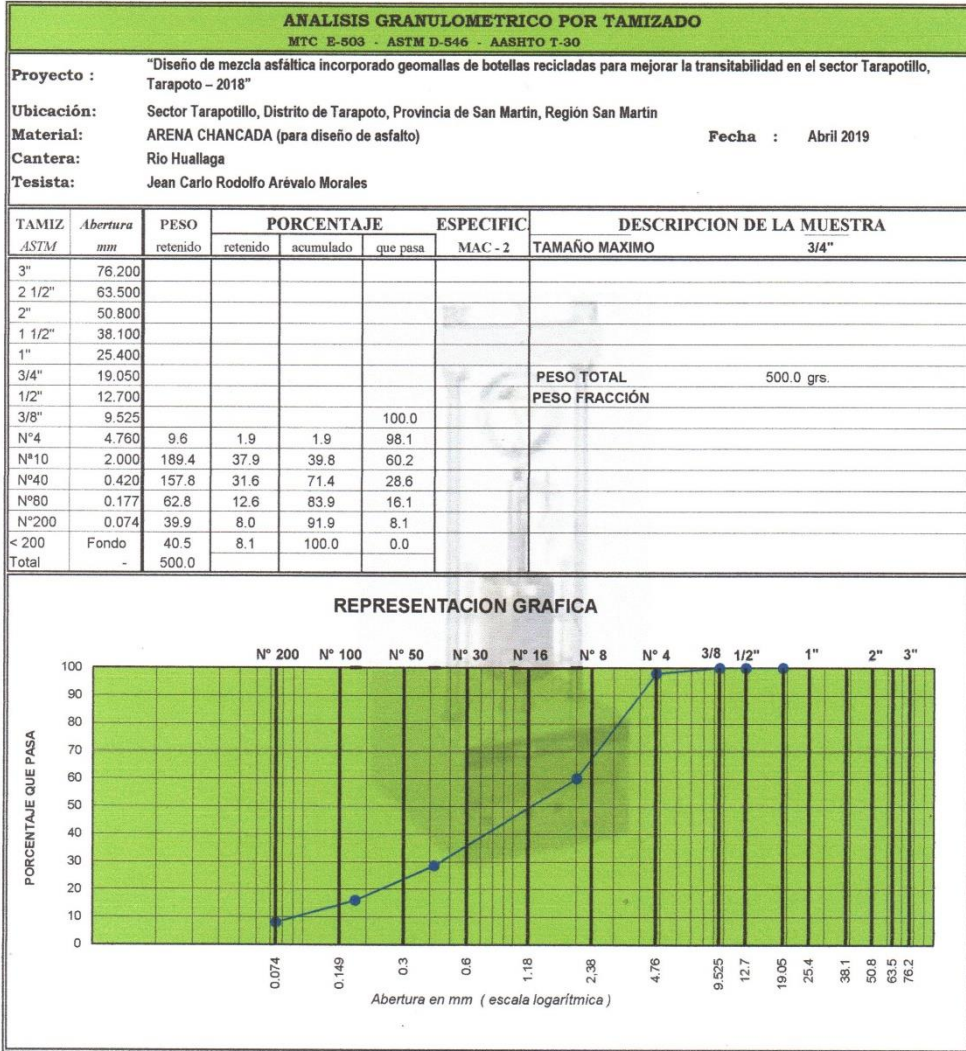 ANALISIS GRANULOMETRICO POR TAMIZADO
MTC E-503 - ASTM D-546 - AASHTO T-30
Proyecto : "Diseño de mezcla asfáltica incorporado geomallas de botellas recicladas para mejorar la transitabilidad en el sector Tarapotillo,
Tarapoto – 2018"
Ubicación: Sector Tarapotillo, Distrito de Tarapoto, Provincia de San Martin, Región San Martín
Material: ARENA CHANCADA (para diseño de asfalto) Fecha : Abril 2019
Cantera: Rio Huallaga
Tesista: Jean Carlo Rodolfo Arévalo Morales
TAMIZ Abertura PESO PORCENTAJE ESPECIFIC. DESCRIPCION DE LA MUESTRA
ASTM mm retenido retenido acumulado que pasa MAC - 2 TAMAÑO MAXIMO 3/4"
3" 76.200
2 1/2" 63.500
2" 50.800
1 1/2" 38.100
1" 25.400
3/4" 19.050 PESO TOTAL 500.0 grs.
1/2" 12.700 PESO FRACCIÓN
3/8" 9.525 100.0
N°4 4.760 9.6 1.9 1.9 98.1
Nª10 2.000 189.4 37.9 39.8 60.2
Nº40 0.420 157.8 31.6 71.4 28.6
Nº80 0.177 62.8 12.6 83.9 16.1
N°200 0.074 39.9 8.0 91.9 8.1
< 200 Fondo 40.5 8.1 100.0 0.0
Total - 500.0
REPRESENTACION GRAFICA
N° 200 N° 100 N° 50 N° 30 N° 16 N° 8 N° 4 3/8 1/2" 1" 2" 3"
PORCENTAJE QUE PASA
100
90
80
70
60
50
40
30
20
10
0
0.074 0.149 0.3 0.6 1.18 2,38 4.76 9.525 12.7 19.05 25.4 38.1 50.8 63.5 76.2
Abertura en mm ( escala logarítmica )